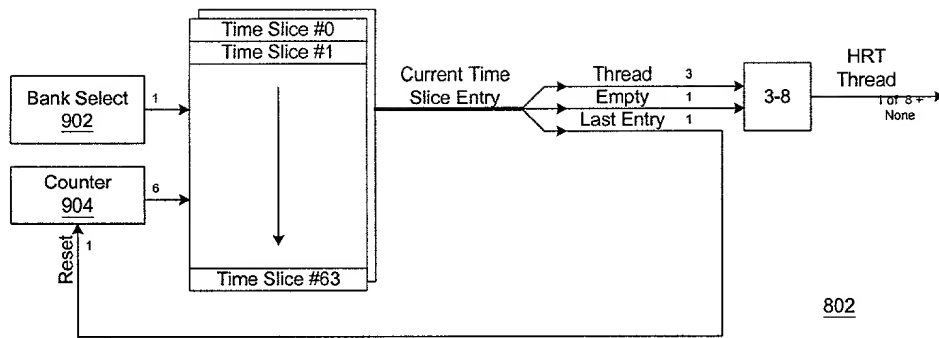 Time Slice #0
Time Slice #1
Bank Select
902
1
Counter
904
6
Reset
1
Time Slice #63
Current Time
Slice Entry
Thread 3
Empty 1
Last Entry 1
3-8
HRT
Thread
1 of 8 +
None
802